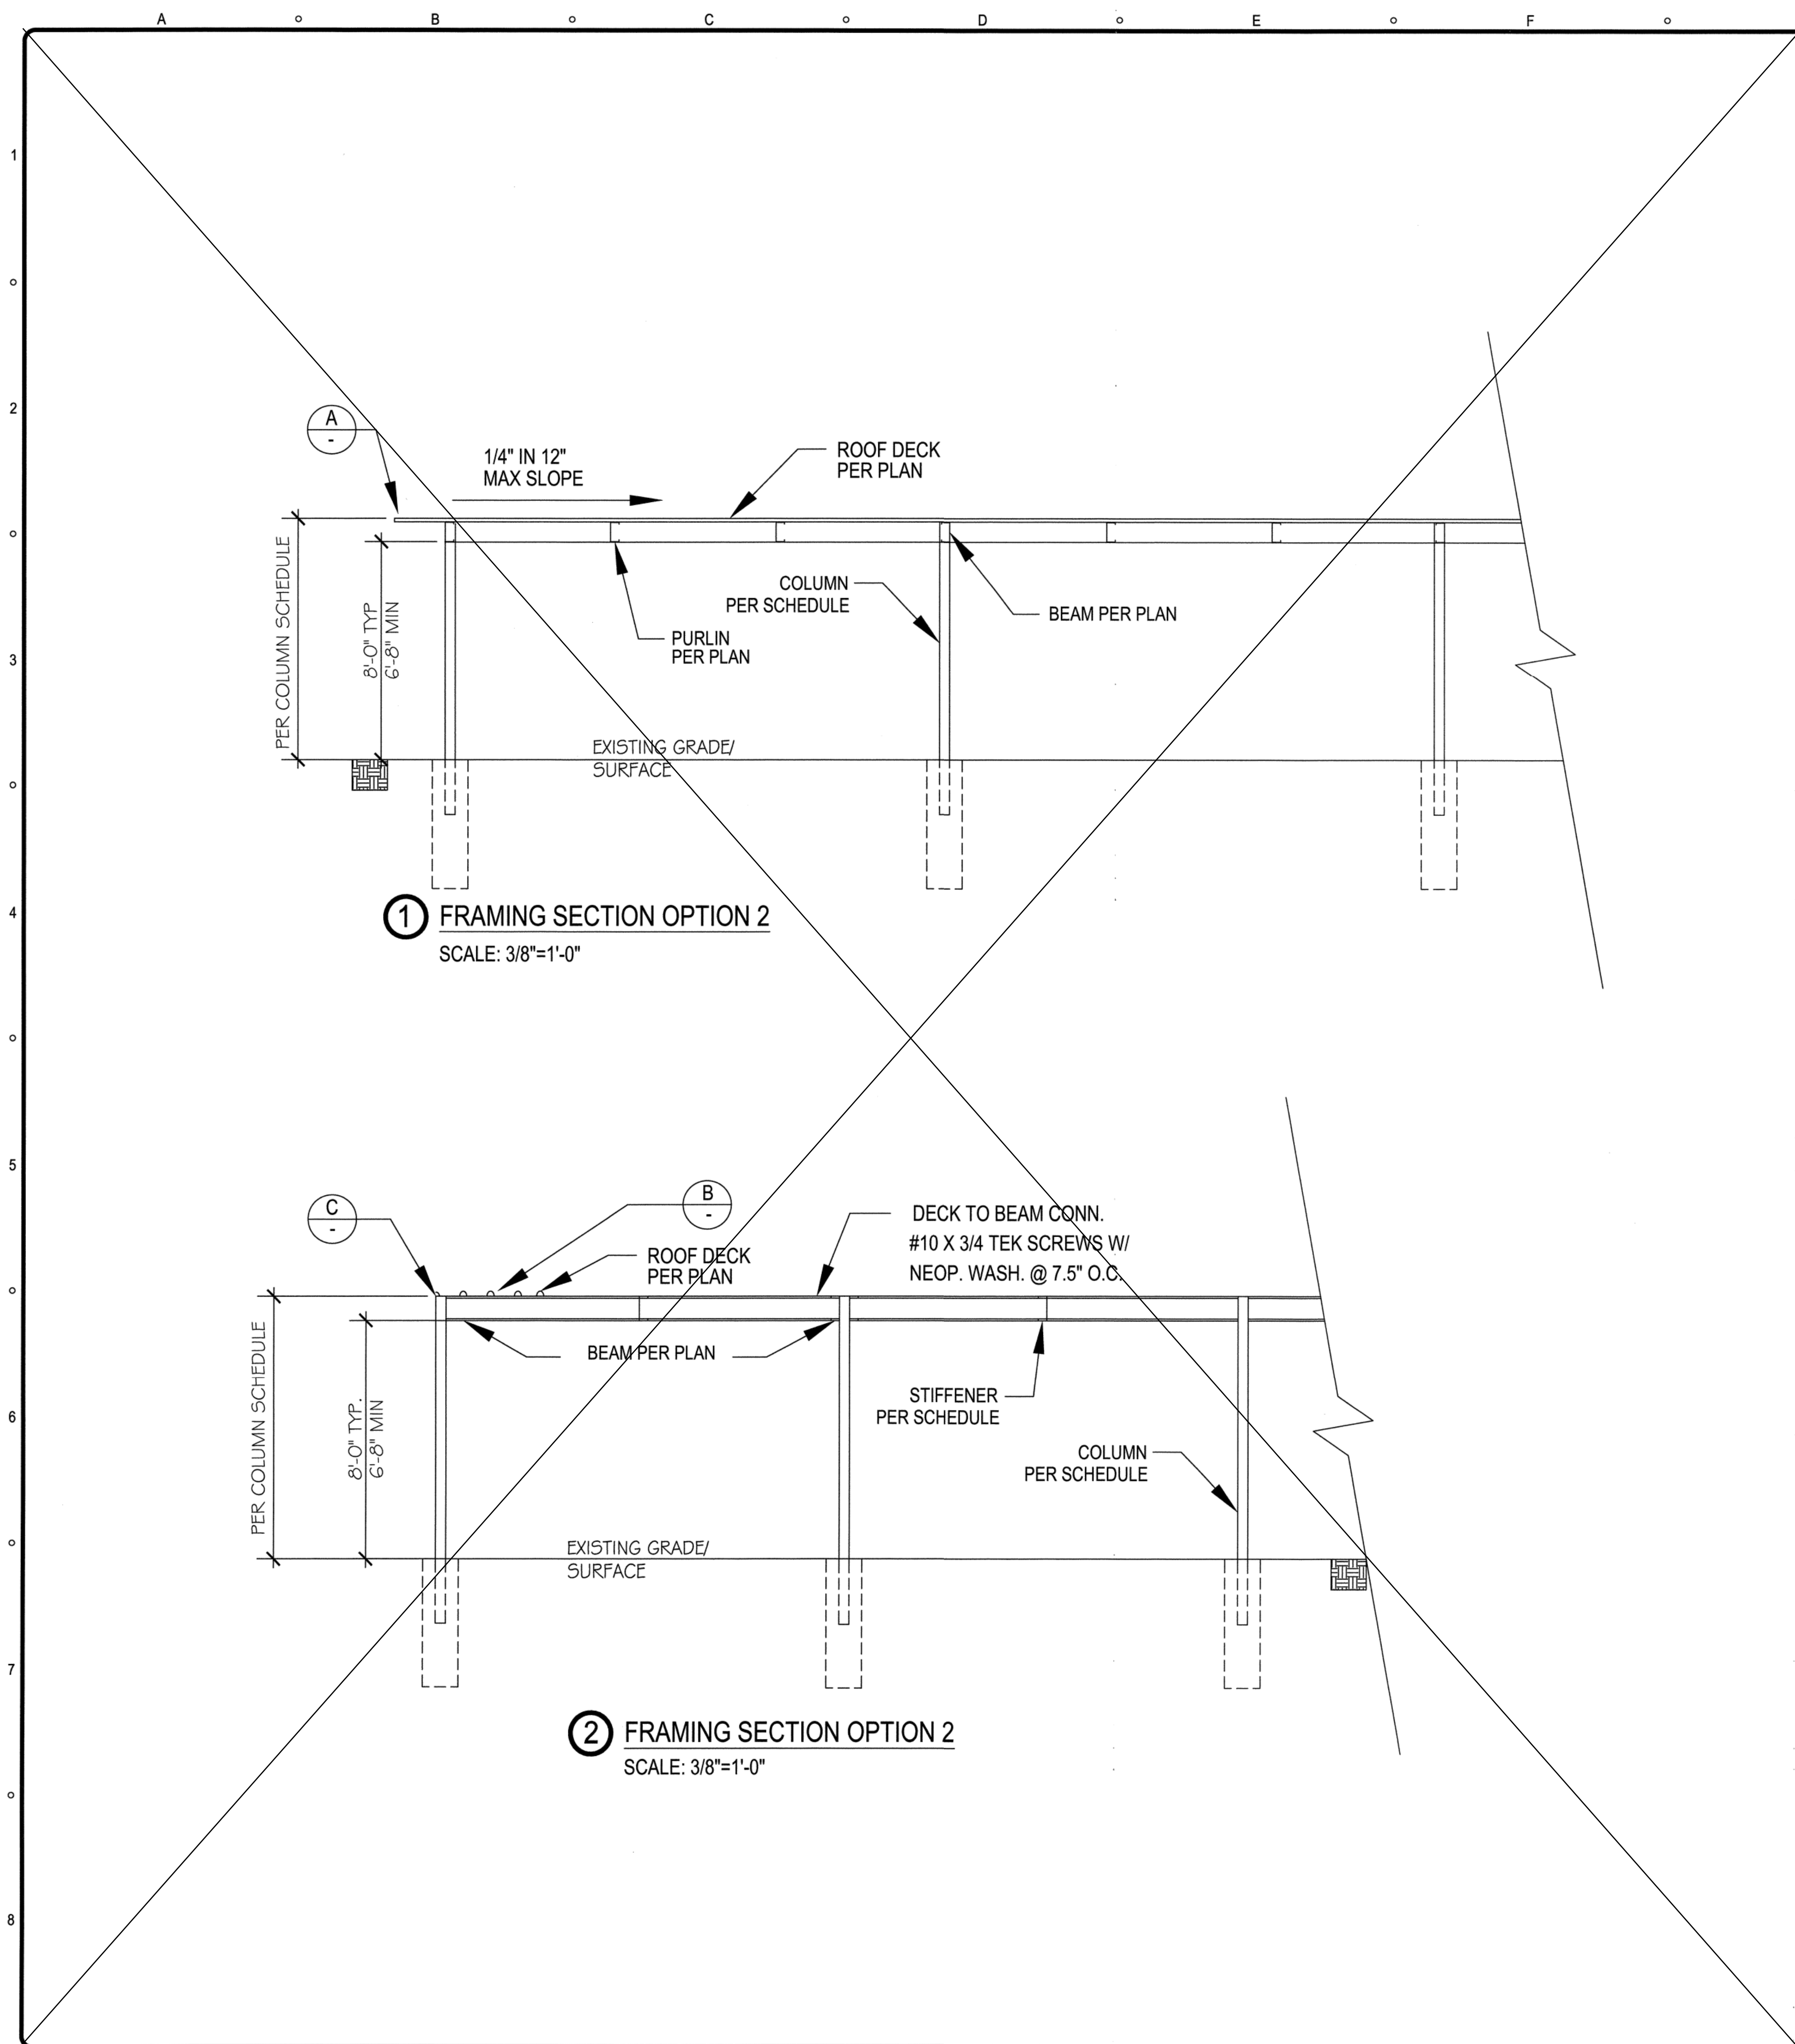 A B C D E F
1
2
3
4
5
6
7
8
A
-
1/4" IN 12"
MAX SLOPE
ROOF DECK
PER PLAN
PER COLUMN SCHEDULE
8'-0" TYP
6'-8" MIN
COLUMN
PER SCHEDULE
BEAM PER PLAN
PURLIN
PER PLAN
EXISTING GRADE/
SURFACE
1 FRAMING SECTION OPTION 2
SCALE: 3/8"=1'-0"
C
-
B
-
ROOF DECK
PER PLAN
DECK TO BEAM CONN.
#10 X 3/4 TEK SCREWS W/
NEOP. WASH. @ 7.5" O.C.
PER COLUMN SCHEDULE
8'-0" TYP.
6'-8" MIN
BEAM PER PLAN
STIFFENER
PER SCHEDULE
COLUMN
PER SCHEDULE
EXISTING GRADE/
SURFACE
2 FRAMING SECTION OPTION 2
SCALE: 3/8"=1'-0"